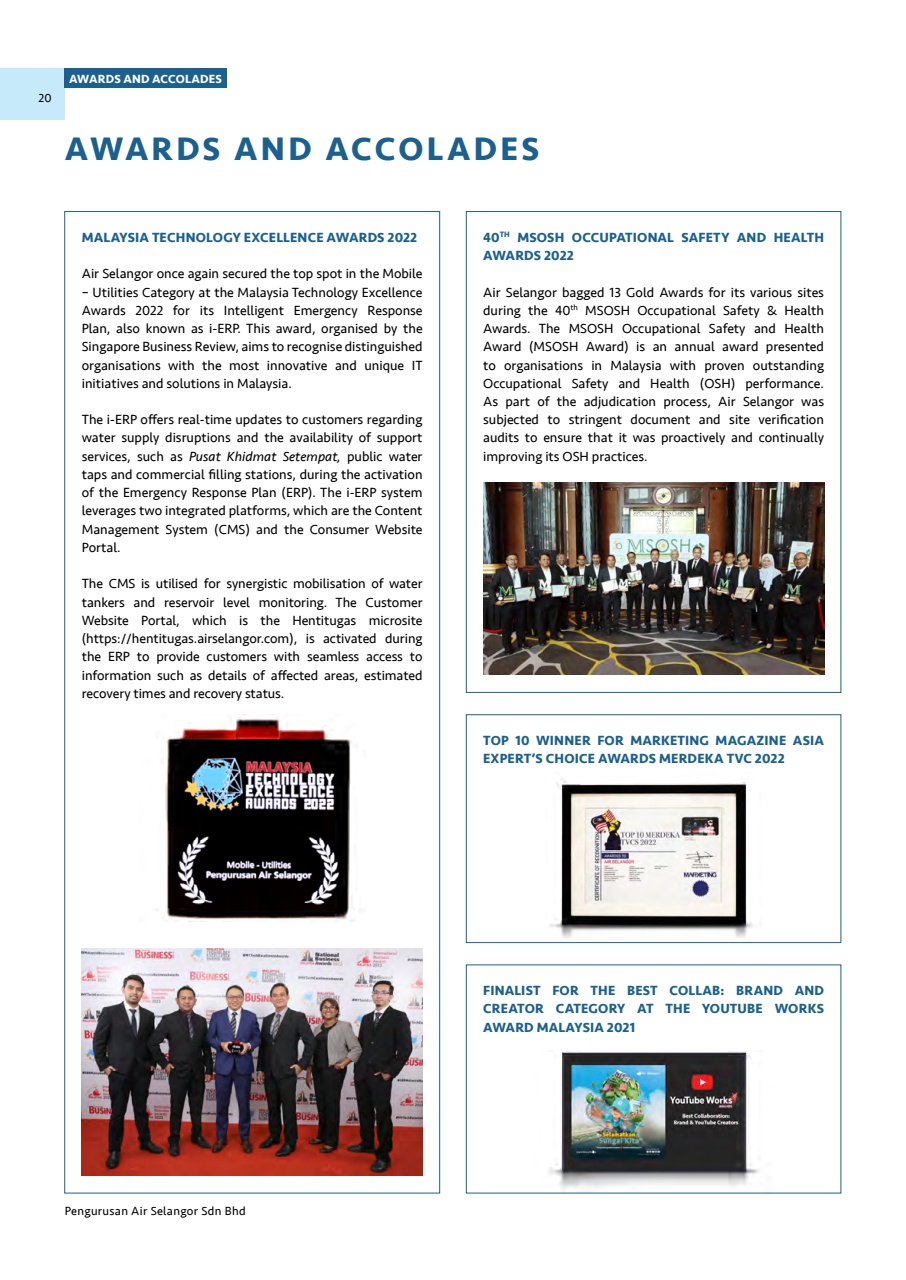 AWARDS AND ACCOLADES
20
AWARDS AND ACCOLADES
MALAYSIA TECHNOLOGY EXCELLENCE AWARDS 2022
Air Selangor once again secured the top spot in the Mobile
– Utilities Category at the Malaysia Technology Excellence
Awards 2022 for its Intelligent Emergency Response
Plan, also known as i-ERP. This award, organised by the
Singapore Business Review, aims to recognise distinguished
organisations with the most innovative and unique IT
initiatives and solutions in Malaysia.
The i-ERP offers real-time updates to customers regarding
water supply disruptions and the availability of support
services, such as Pusat Khidmat Setempat, public water
taps and commercial filling stations, during the activation
of the Emergency Response Plan (ERP). The i-ERP system
leverages two integrated platforms, which are the Content
Management System (CMS) and the Consumer Website
Portal.
The CMS is utilised for synergistic mobilisation of water
tankers and reservoir level monitoring. The Customer
Website Portal, which is the Hentitugas microsite
(https://hentitugas.airselangor.com), is activated during
the ERP to provide customers with seamless access to
information such as details of affected areas, estimated
recovery times and recovery status.
MALAYSIA
TECHNOLOGY
EXCELLENCE
AWARDS 2022
Mobile - Utilities
Pengurusan Air Selangor
40TH MSOSH OCCUPATIONAL SAFETY AND HEALTH
AWARDS 2022
Air Selangor bagged 13 Gold Awards for its various sites
during the 40th MSOSH Occupational Safety & Health
Awards. The MSOSH Occupational Safety and Health
Award (MSOSH Award) is an annual award presented
to organisations in Malaysia with proven outstanding
Occupational Safety and Health (OSH) performance.
As part of the adjudication process, Air Selangor was
subjected to stringent document and site verification
audits to ensure that it was proactively and continually
improving its OSH practices.
MSOSH
TOP 10 WINNER FOR MARKETING MAGAZINE ASIA
EXPERT'S CHOICE AWARDS MERDEKA TVC 2022
CERTIFICATE OF RECOGNITION
TOP 10 MERDEKA
TVCS 2022
AWARDED TO
AIR SELANGOR
MARKETING
FINALIST FOR THE BEST COLLAB: BRAND AND
CREATOR CATEGORY AT THE YOUTUBE WORKS
AWARD MALAYSIA 2021
Selamatkan
Sungai Kita
YouTube Works
Best Collaboration:
Brand & YouTube Creators
Pengurusan Air Selangor Sdn Bhd